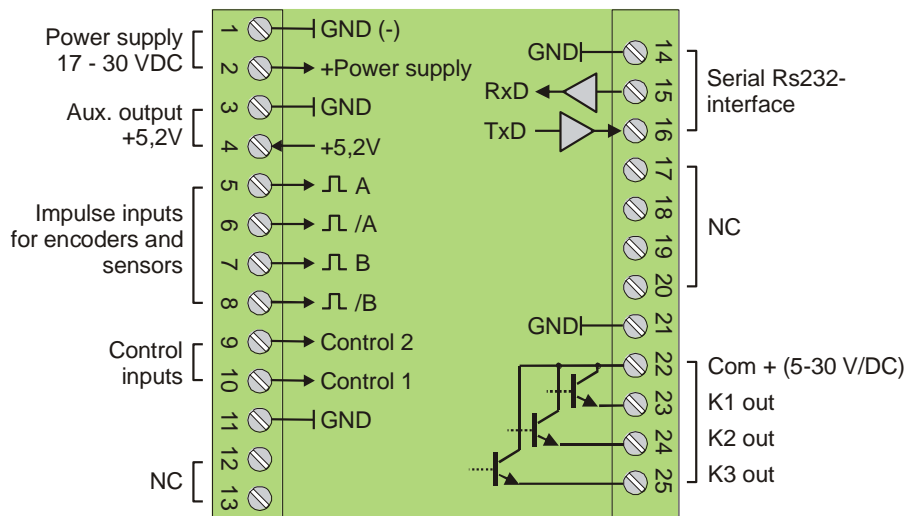 Power supply
17 - 30 VDC
Aux. output
+5,2V
Impulse inputs
for encoders and
sensors
Control
inputs
NC
1 GND (-)
2 +Power supply
3 GND
4 +5,2V
5 A
6 /A
7 B
8 /B
9 Control 2
10 Control 1
11 GND
12
13
GND 14
RxD 15
TxD 16
17
18
19
20
GND 21
22
23
24
25
Serial Rs232-
interface
NC
Com + (5-30 V/DC)
K1 out
K2 out
K3 out